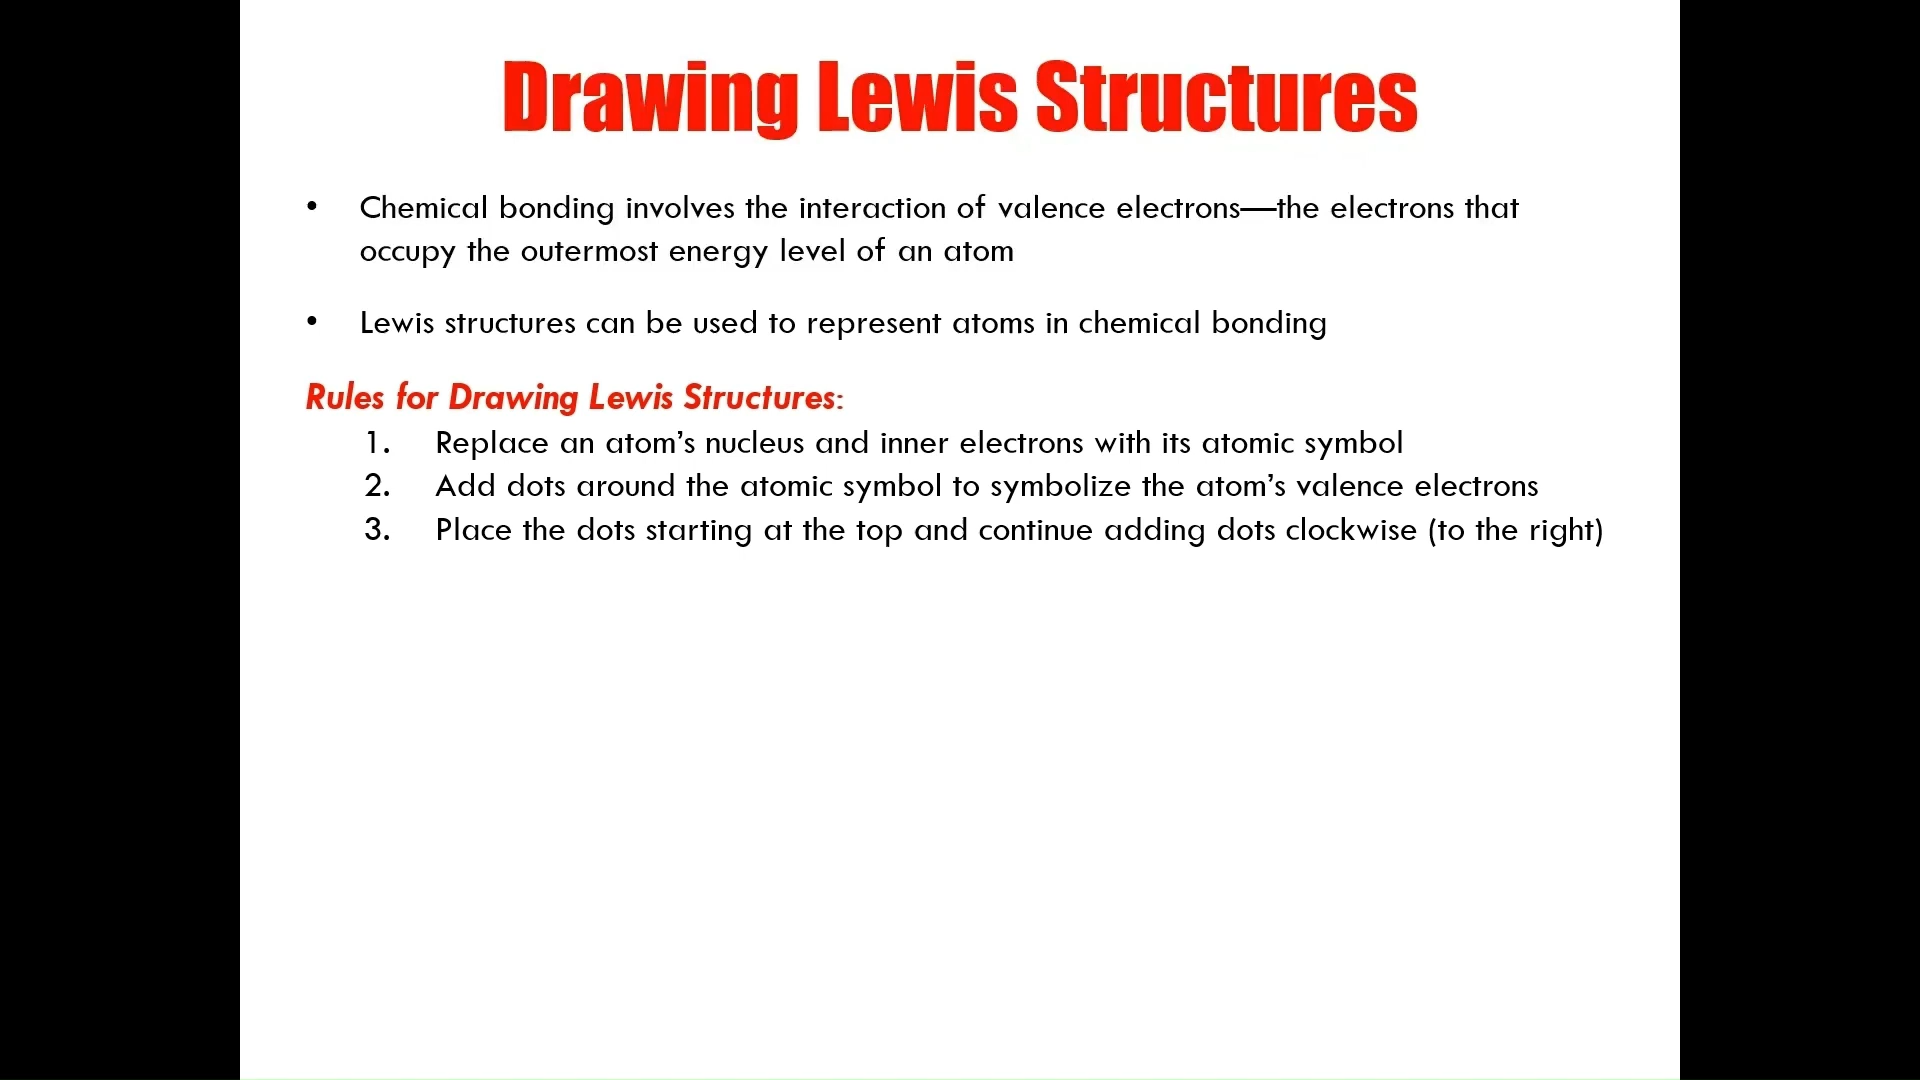 Drawing Lewis Structures
• Chemical bonding involves the interaction of valence electrons—the electrons that
occupy the outermost energy level of an atom
• Lewis structures can be used to represent atoms in chemical bonding
Rules for Drawing Lewis Structures:
1. Replace an atom’s nucleus and inner electrons with its atomic symbol
2. Add dots around the atomic symbol to symbolize the atom’s valence electrons
3. Place the dots starting at the top and continue adding dots clockwise (to the right)